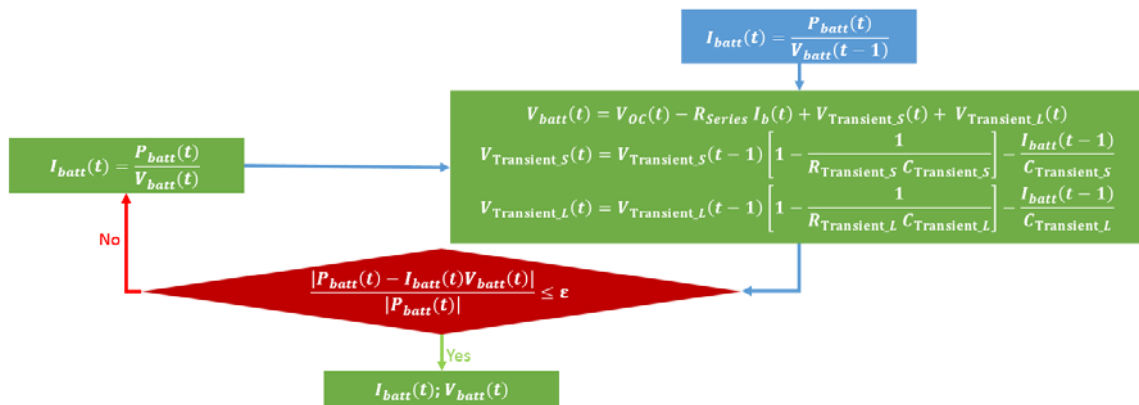 I_batt(t) = P_batt(t) / V_batt(t−1)
V_batt(t) = V_OC(t) − R_Series I_b(t) + V_Transient_S(t) + V_Transient_L(t)
V_Transient_S(t) = V_Transient_S(t−1) [1 − 1 / (R_Transient_S C_Transient_S)] − I_batt(t−1) / C_Transient_S
V_Transient_L(t) = V_Transient_L(t−1) [1 − 1 / (R_Transient_L C_Transient_L)] − I_batt(t−1) / C_Transient_L
I_batt(t) = P_batt(t) / V_batt(t)
No
|P_batt(t) − I_batt(t)V_batt(t)| / |P_batt(t)| ≤ ε
Yes
I_batt(t); V_batt(t)